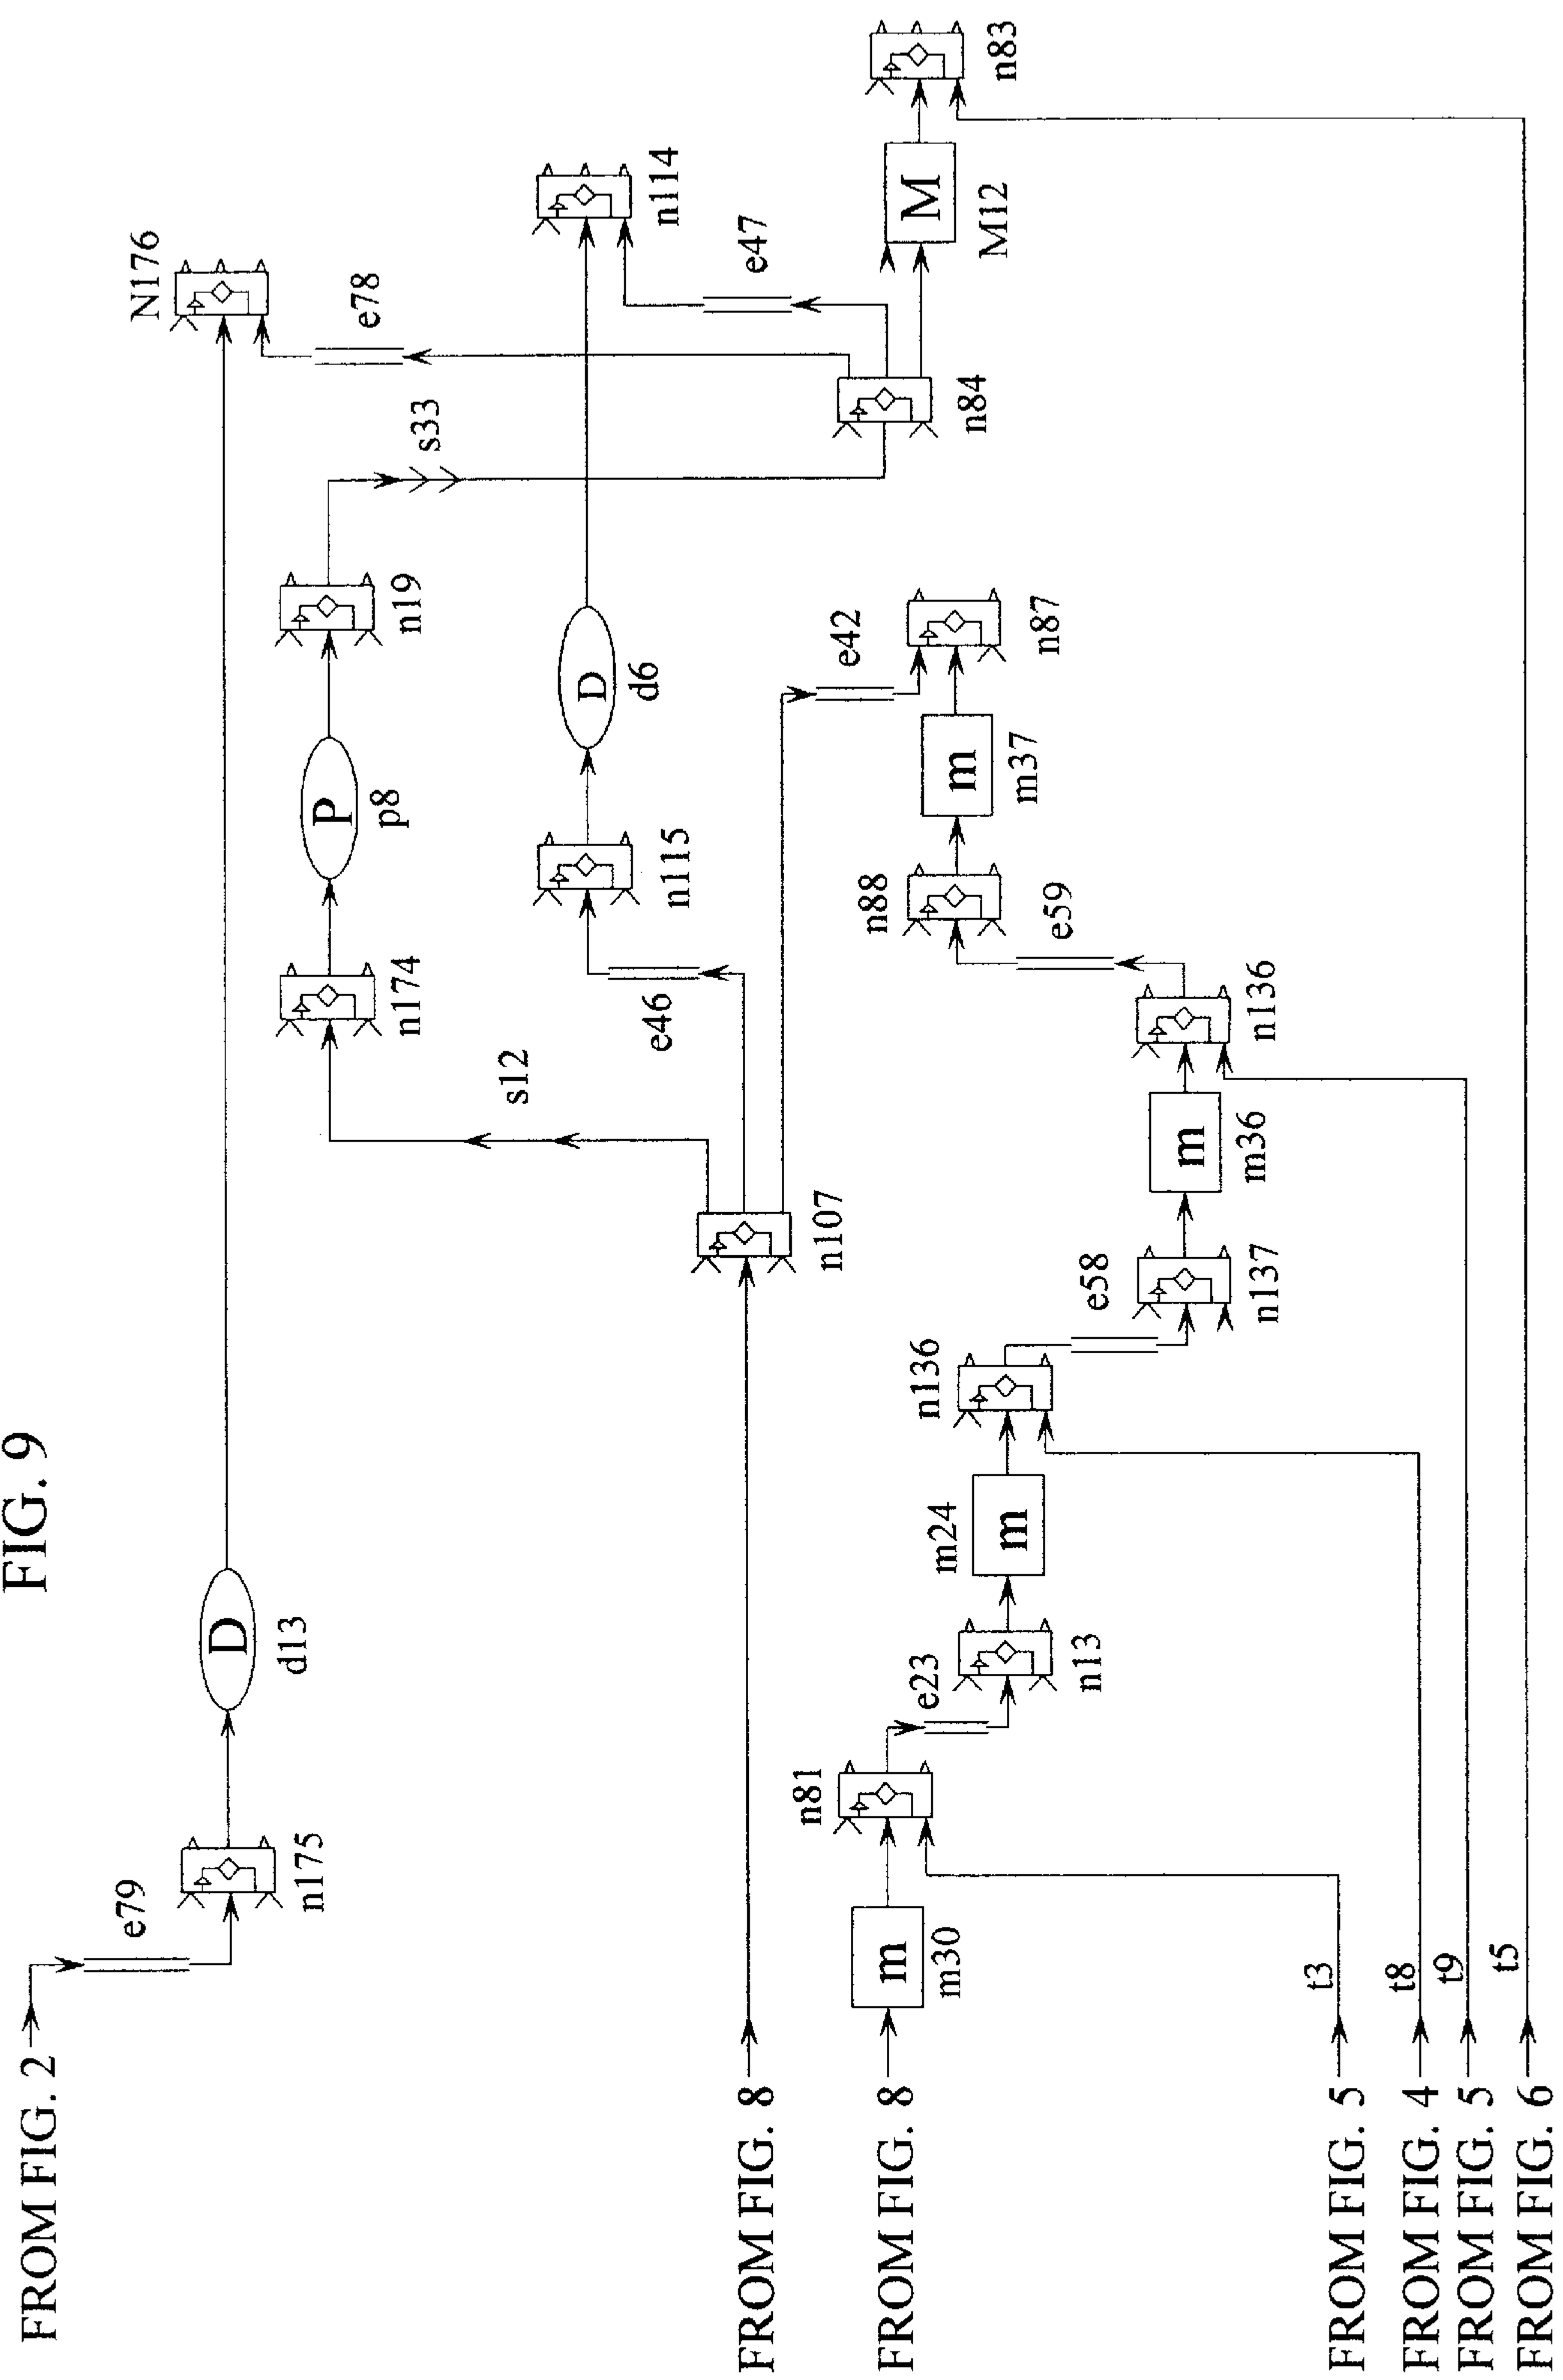 FIG. 9
FROM FIG. 2
e79
n175
D
d13
N176
e78
n174
P
p8
n19
s33
s12
e46
n115
D
d6
n114
e47
FROM FIG. 8
n107
e42
n84
M
M12
n83
FROM FIG. 8
m
m30
n81
e23
n13
m
m24
n136
e58
n137
m
m36
n136
e59
n88
m
m37
n87
FROM FIG. 5
t3
FROM FIG. 4
t8
FROM FIG. 5
t9
FROM FIG. 6
t5